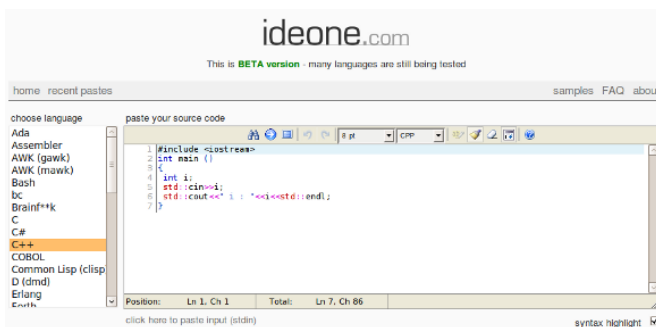 ideone.com
This is BETA version - many languages are still being tested
home recent pastes samples FAQ abou
choose language paste your source code
Ada
Assembler
AWK (gawk)
AWK (mawk)
Bash
bc
Brainf**k
C
C#
C++
COBOL
Common Lisp (clisp
D (dmd)
Erlang
Forth
8 pt CPP
1 #include <iostream>
2 int main ()
3 {
4 int i;
5 std::cin>>i;
6 std::cout<<" i : "<<i<<std::endl;
7 }
Position: Ln 1, Ch 1 Total: Ln 7, Ch 86
click here to paste input (stdin) syntax highlight